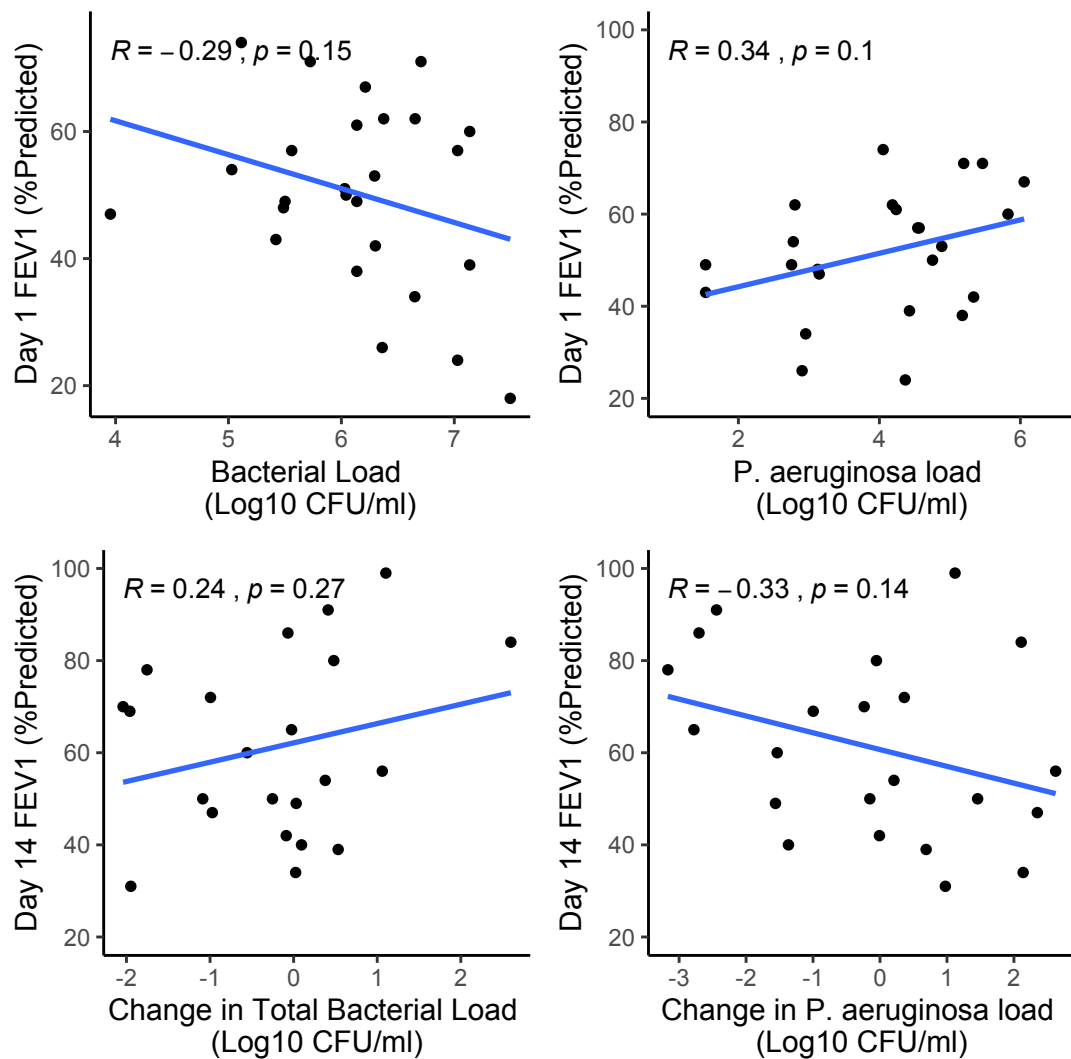 R = −0.29 , p = 0.15
Day 1 FEV1 (%Predicted)
60
40
20
4 5 6 7
Bacterial Load
(Log10 CFU/ml)
R = 0.34 , p = 0.1
Day 1 FEV1 (%Predicted)
100
80
60
40
20
2 4 6
P. aeruginosa load
(Log10 CFU/ml)
R = 0.24 , p = 0.27
Day 14 FEV1 (%Predicted)
100
80
60
40
20
-2 -1 0 1 2
Change in Total Bacterial Load
(Log10 CFU/ml)
R = −0.33 , p = 0.14
Day 14 FEV1 (%Predicted)
100
80
60
40
20
-3 -2 -1 0 1 2
Change in P. aeruginosa load
(Log10 CFU/ml)